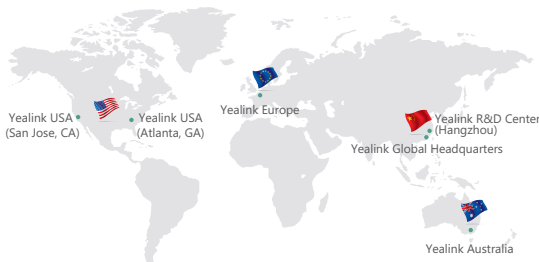 Yealink USA
(San Jose, CA)
Yealink USA
(Atlanta, GA)
Yealink Europe
Yealink R&D Center
(Hangzhou)
Yealink Global Headquarters
Yealink Australia